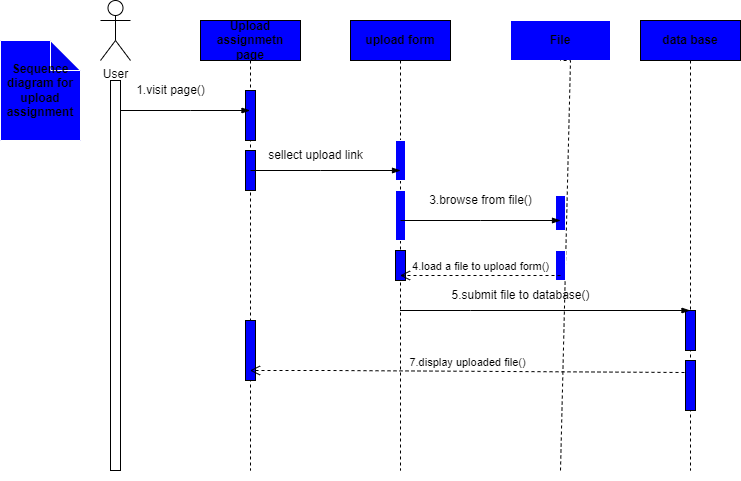 Upload
assignmeta
page
upload form
File
data base
Sequence
diagram for
upload
assignment
User
1.visit page()
sellect upload link
3.browse from file()
4.load a file to upload form()
5.submit file to database()
7.display uploaded file()